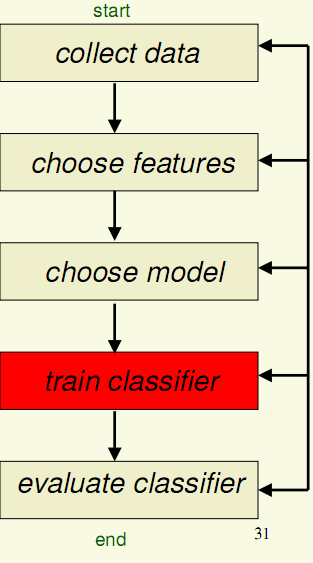 start
collect data
choose features
choose model
train classifier
evaluate classifier
end
31